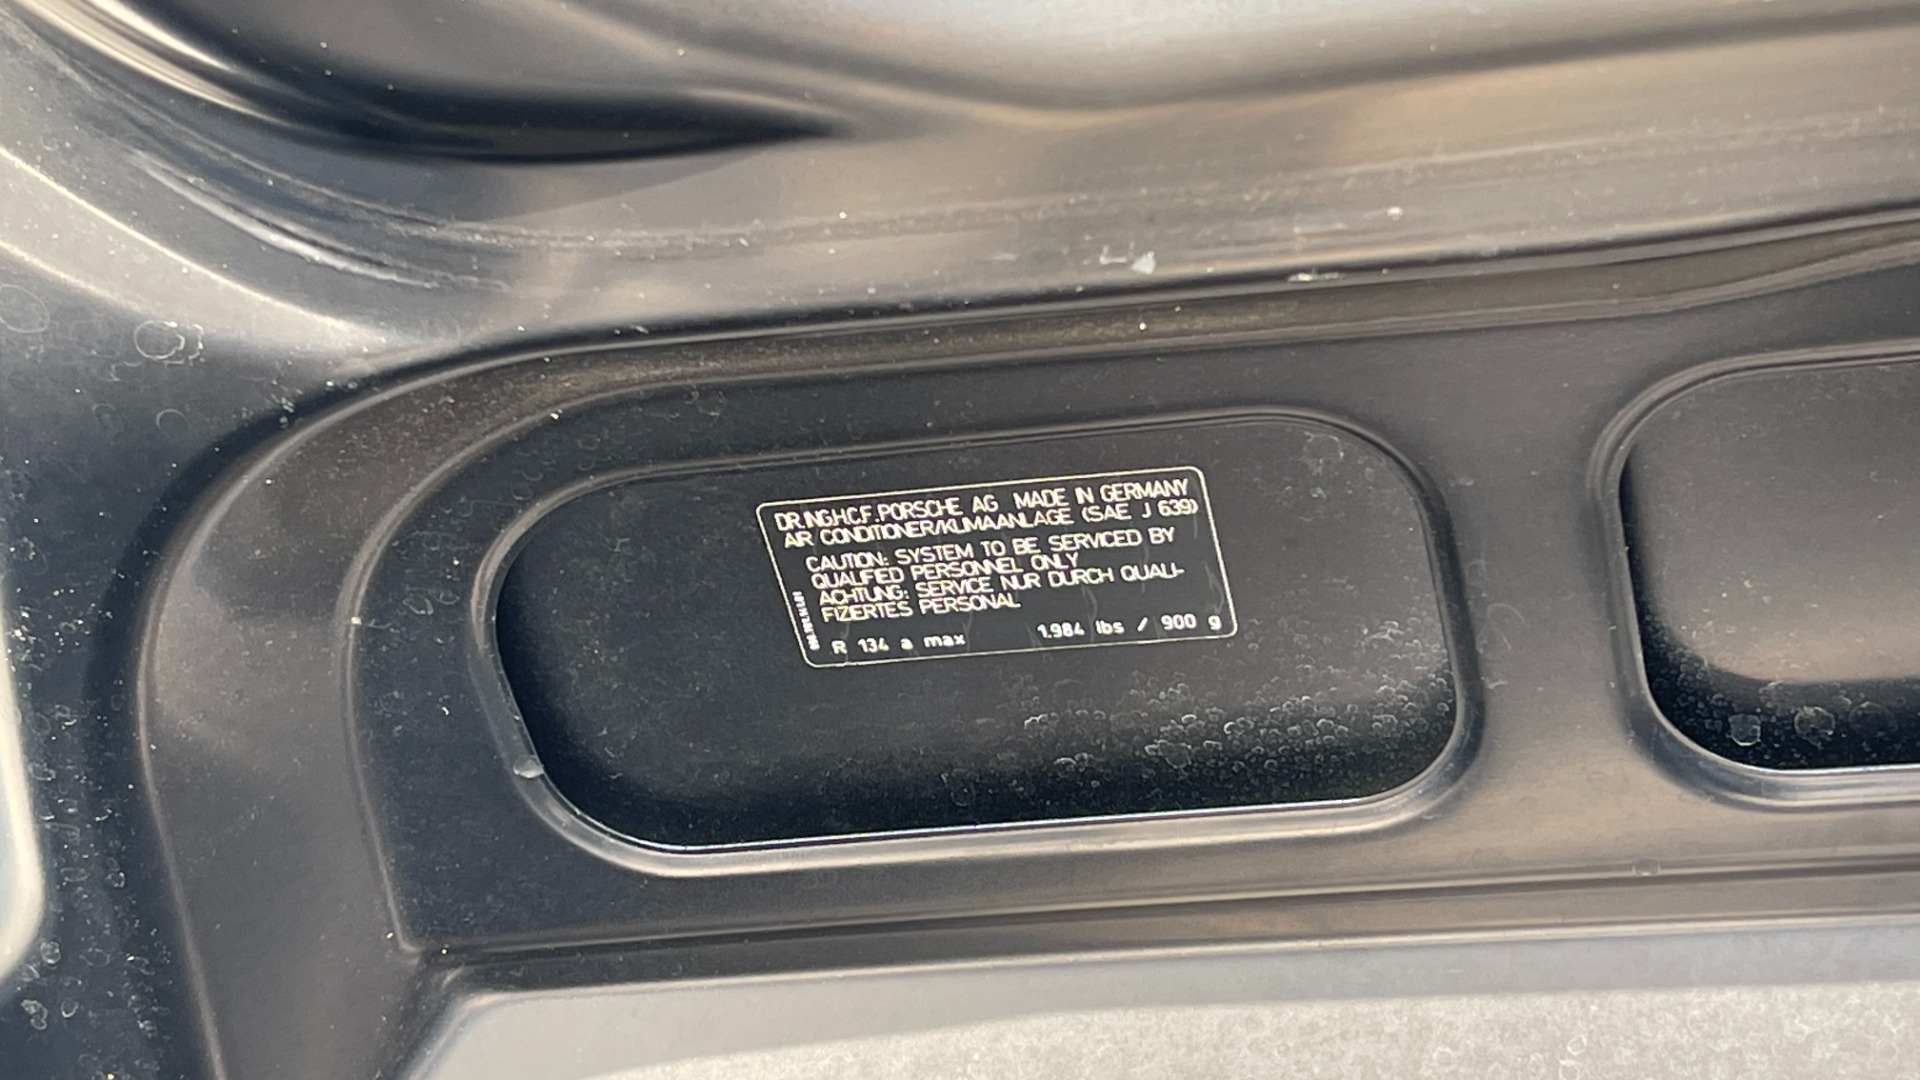 DR.ING.H.C.F. PORSCHE AG MADE IN GERMANY
AIR CONDITIONER/KLIMAANLAGE (SAE J 639)
CAUTION: SYSTEM TO BE SERVICED BY
QUALIFIED PERSONNEL ONLY
ACHTUNG: SERVICE NUR DURCH QUALI-
FIZIERTES PERSONAL
R 134 a max 1.984 lbs / 900 g